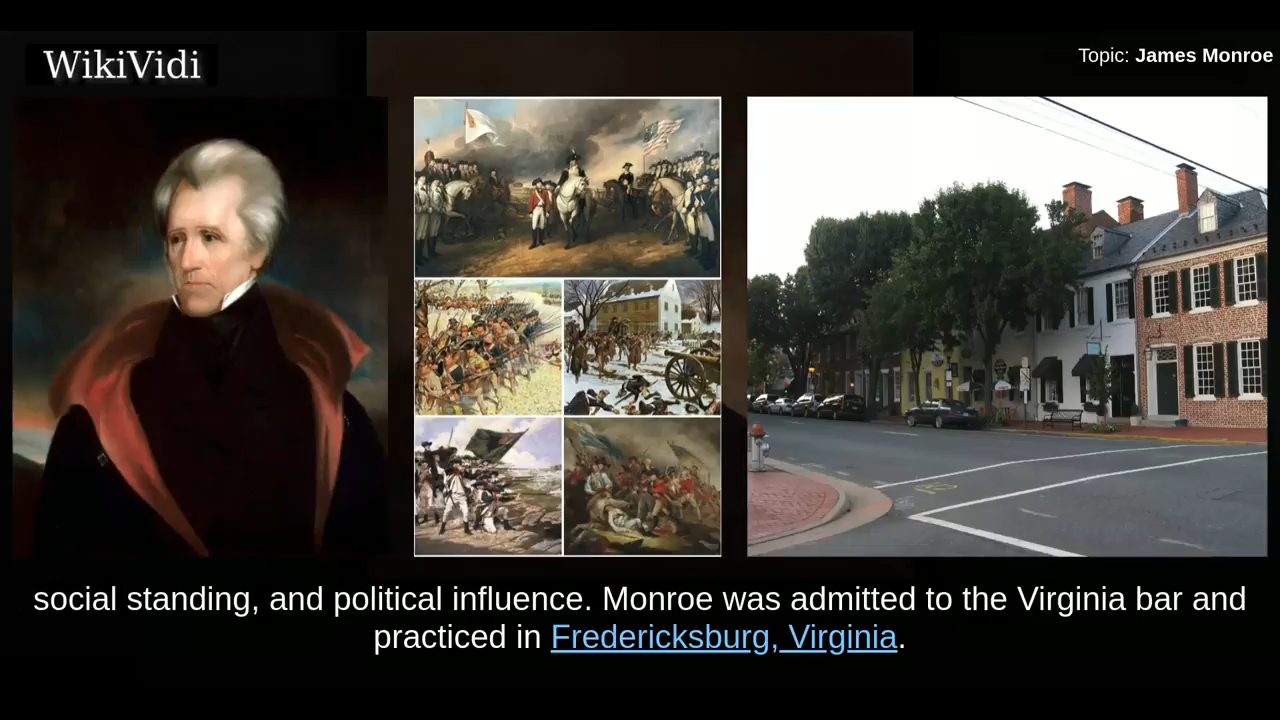 WikiVidi
Topic: James Monroe
social standing, and political influence. Monroe was admitted to the Virginia bar and
practiced in Fredericksburg, Virginia.